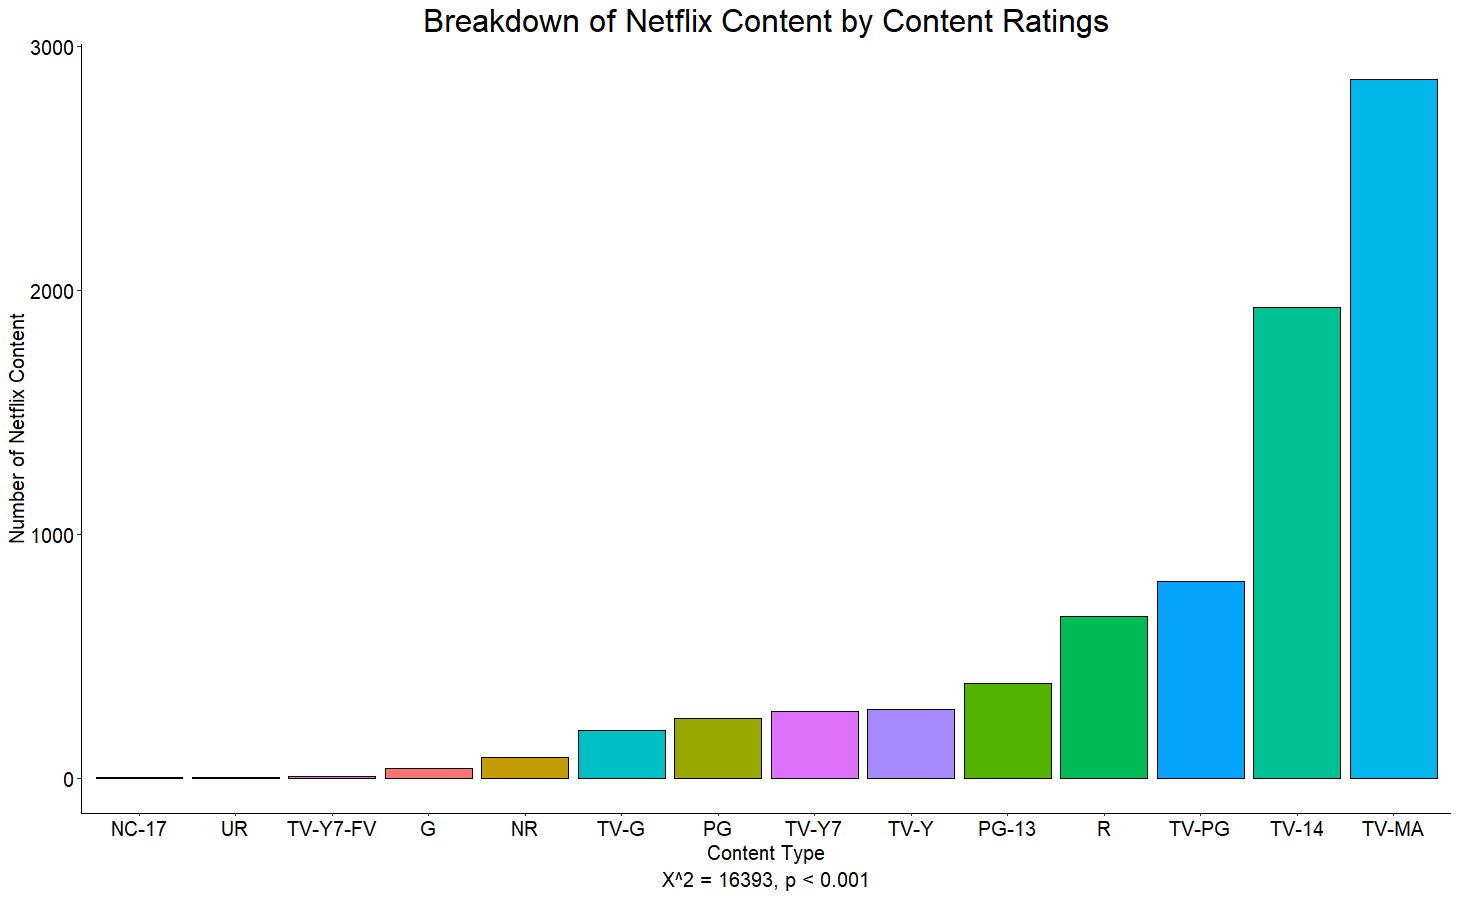 Breakdown of Netflix Content by Content Ratings
3000
2000
1000
0
Number of Netflix Content
NC-17 UR TV-Y7-FV G NR TV-G PG TV-Y7 TV-Y PG-13 R TV-PG TV-14 TV-MA
Content Type
X^2 = 16393, p < 0.001